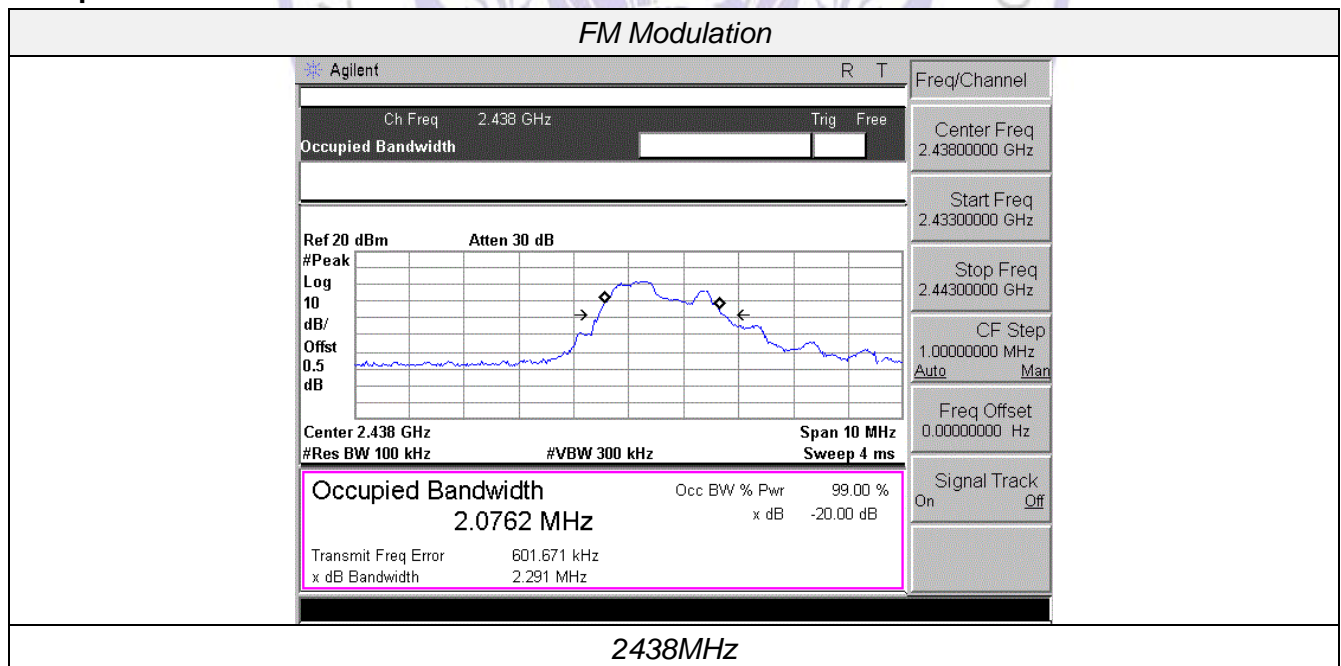 FM Modulation
Agilent R T
Freq/Channel
Ch Freq 2.438 GHz Trig Free
Occupied Bandwidth
Center Freq
2.43800000 GHz
Start Freq
2.43300000 GHz
Stop Freq
2.44300000 GHz
CF Step
1.00000000 MHz
Auto Man
Freq Offset
0.00000000 Hz
Signal Track
On Off
Ref 20 dBm Atten 30 dB
#Peak
Log
10
dB/
Offst
0.5
dB
Center 2.438 GHz Span 10 MHz
#Res BW 100 kHz #VBW 300 kHz Sweep 4 ms
Occupied Bandwidth Occ BW % Pwr 99.00 %
2.0762 MHz x dB -20.00 dB
Transmit Freq Error 601.671 kHz
x dB Bandwidth 2.291 MHz
2438MHz